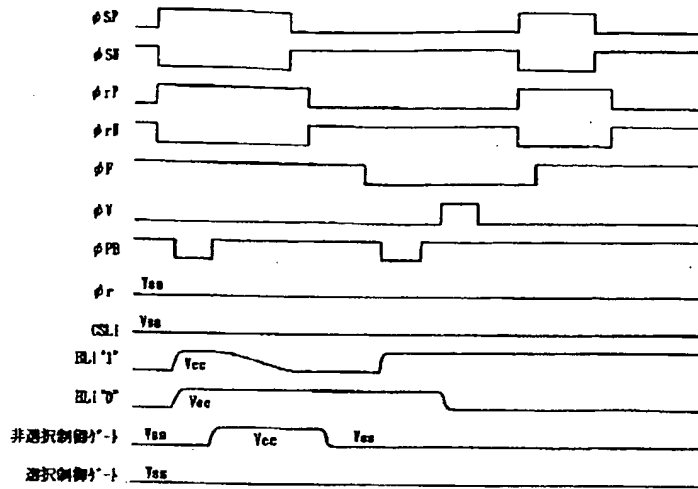 φSP
φSN
φrP
φrN
φF
φV
φPB
φr Vss
CSLi Vss
BLi"1" Vcc
BLi"0" Vcc
非選択制御ゲート Vss Vcc Vss
選択制御ゲート Vss